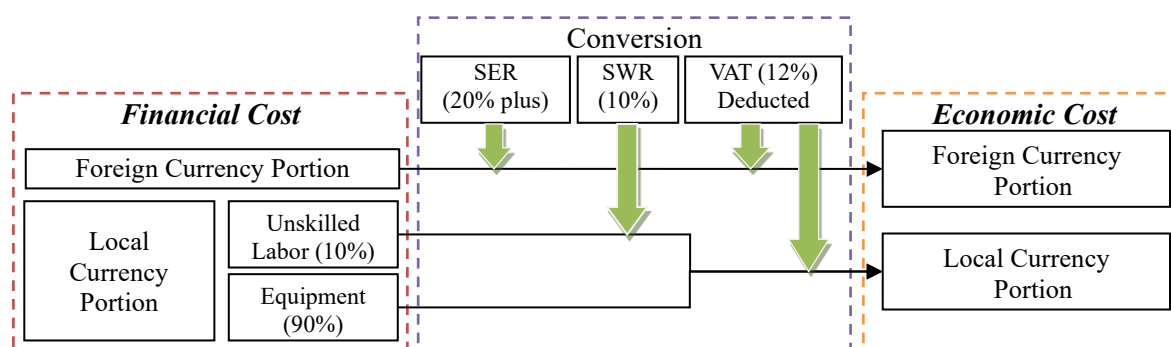 Conversion
SER
(20% plus)
SWR
(10%)
VAT (12%)
Deducted
Financial Cost
Economic Cost
Foreign Currency Portion
Foreign Currency
Portion
Local
Currency
Portion
Unskilled
Labor (10%)
Equipment
(90%)
Local Currency
Portion